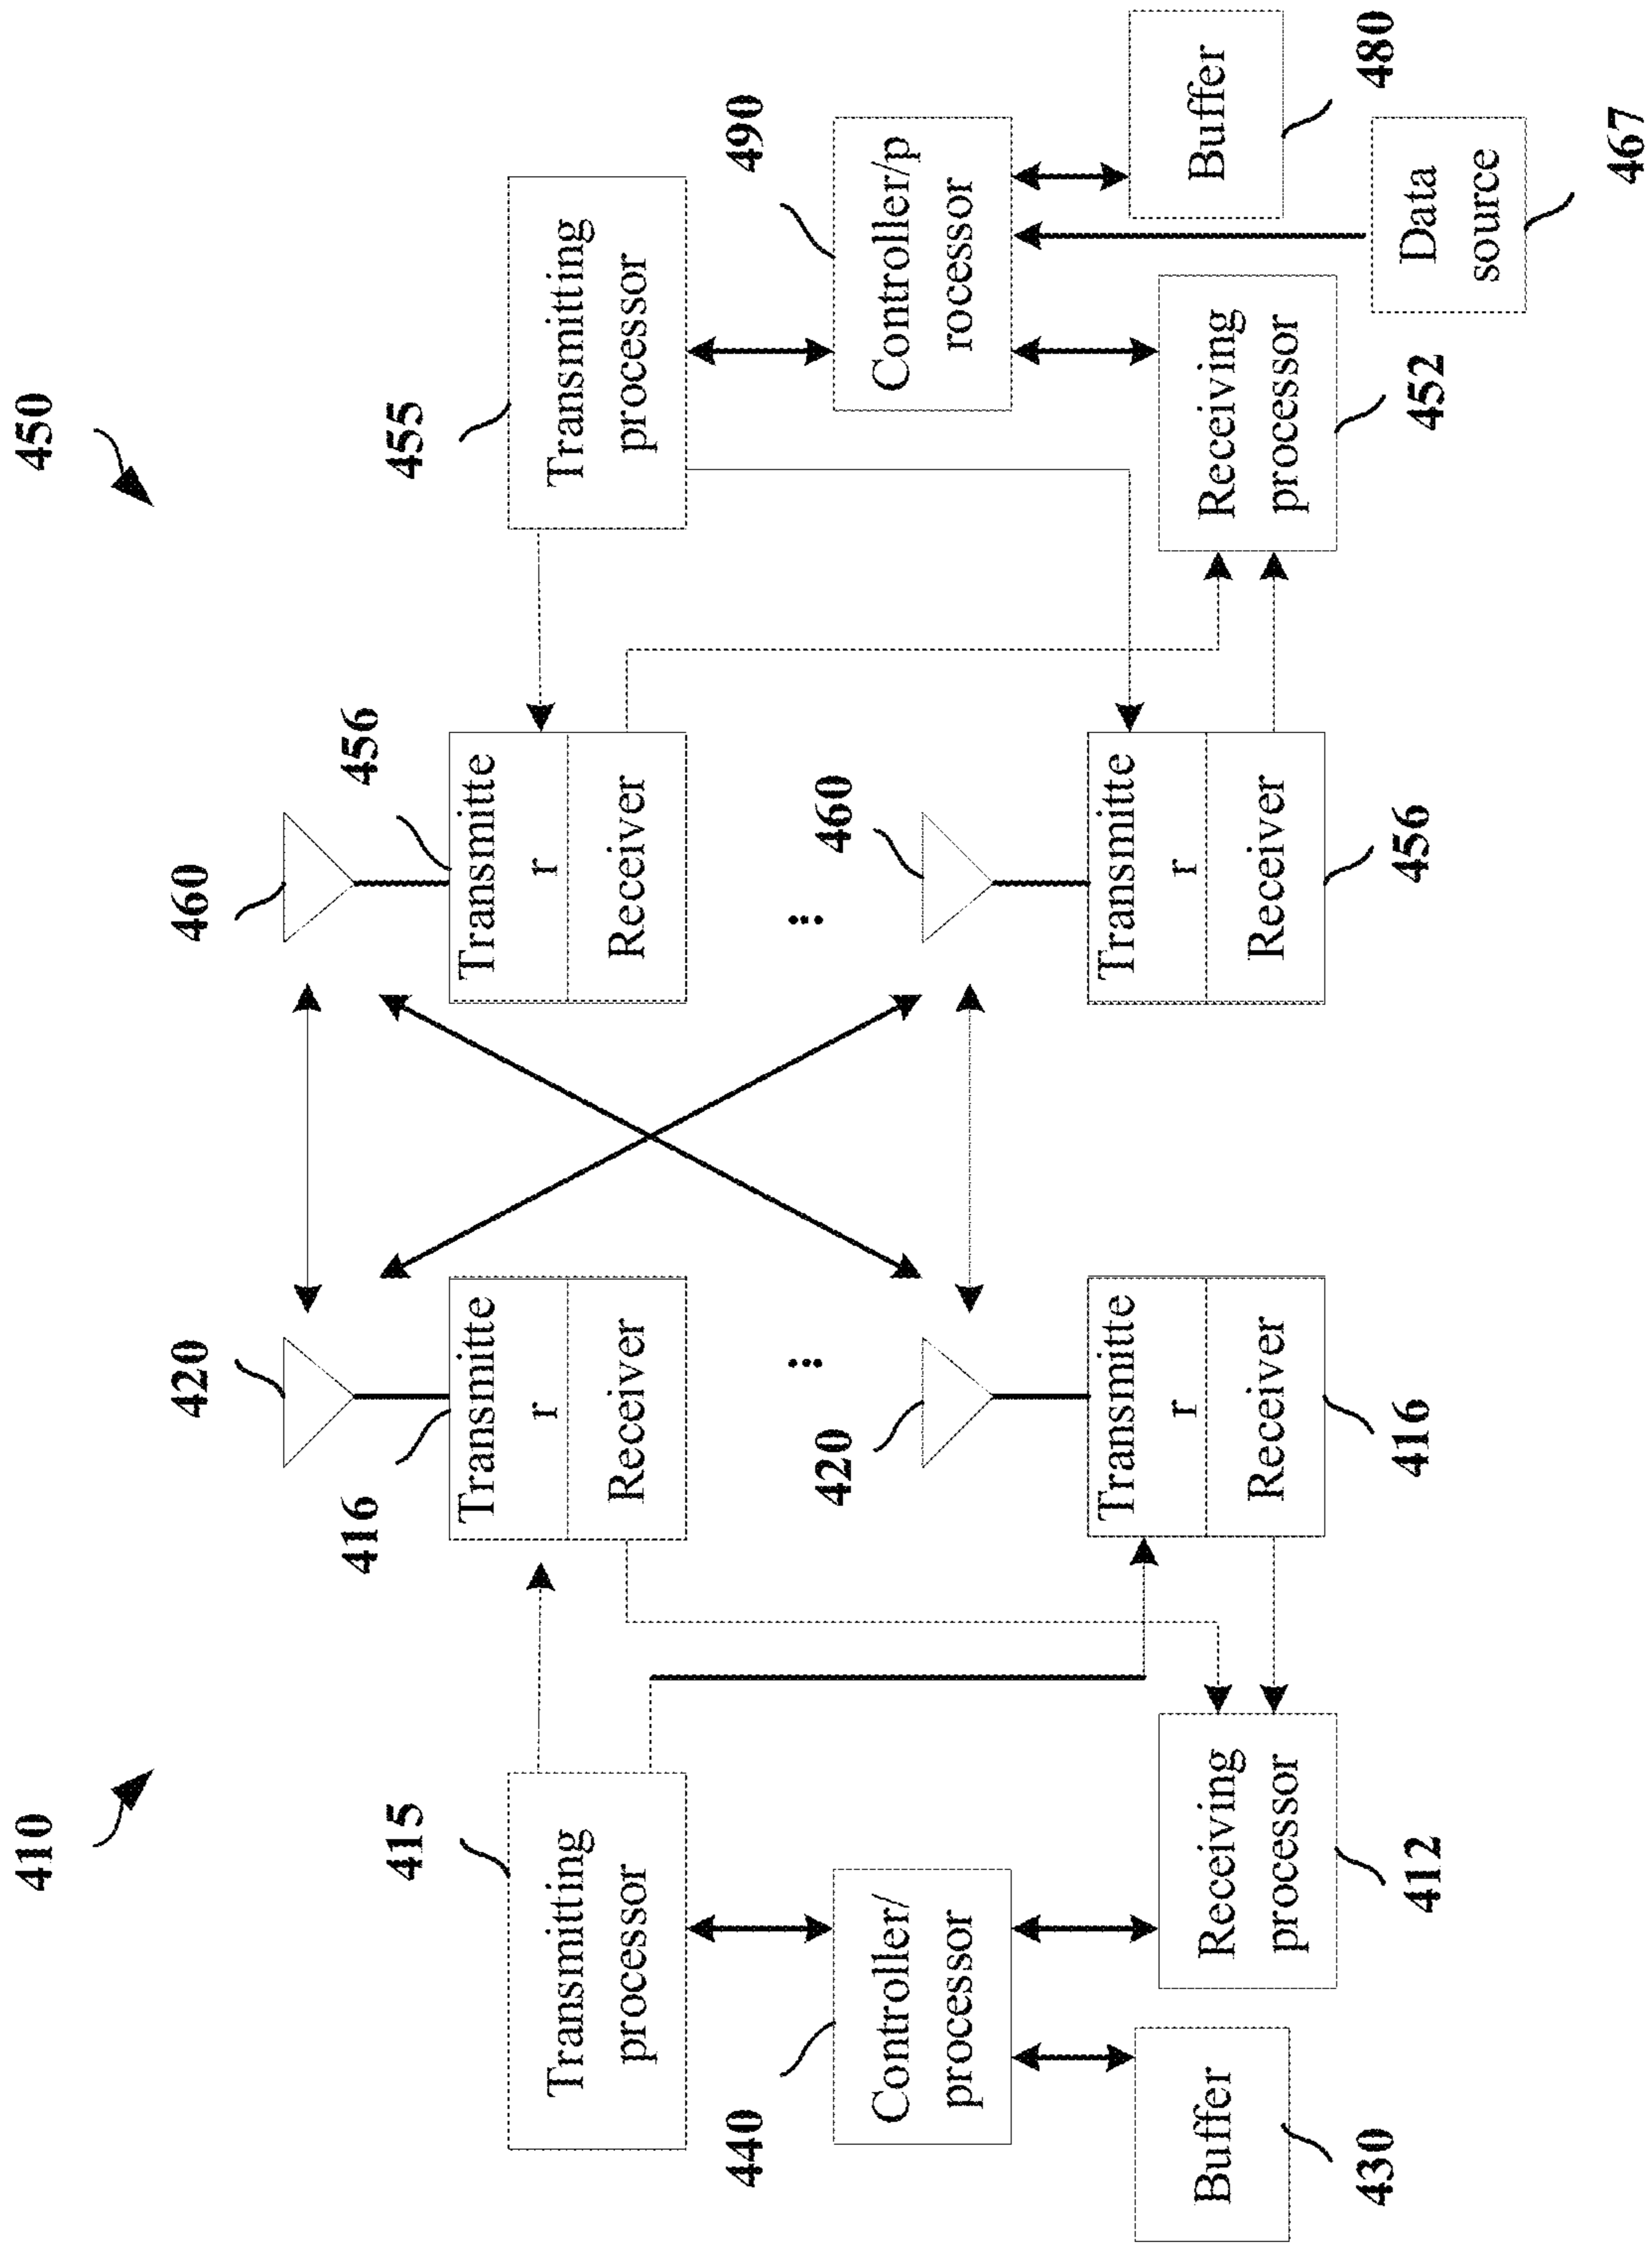 410
450
420
460
416
456
415
455
Transmitting
processor
Transmitte
r
Receiver
Transmitte
r
Receiver
Transmitting
processor
440
490
Controller/
processor
Controller/p
rocessor
420
460
...
...
Buffer
430
Receiving
processor
412
Transmitte
r
Receiver
416
Transmitte
r
Receiver
456
Receiving
processor
452
Buffer
480
Data
source
467